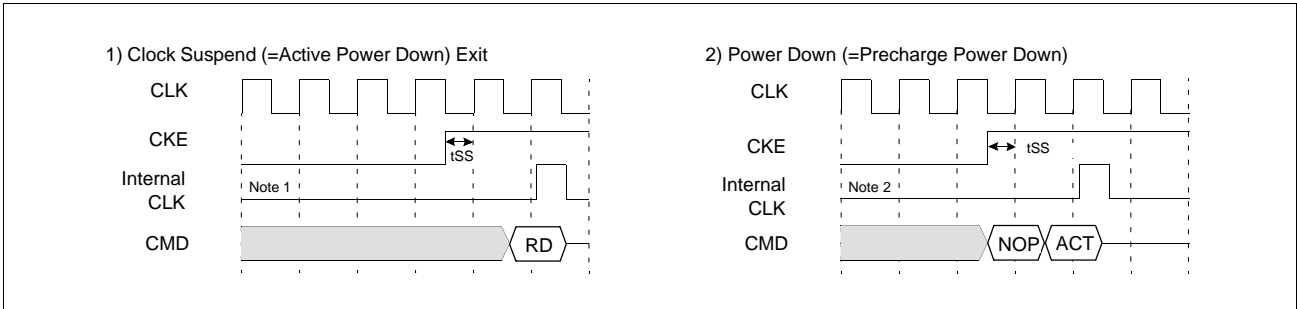 1) Clock Suspend (=Active Power Down) Exit
CLK
CKE
tSS
Internal
CLK
Note 1
CMD
RD
2) Power Down (=Precharge Power Down)
CLK
CKE
tSS
Internal
CLK
Note 2
CMD
NOP
ACT